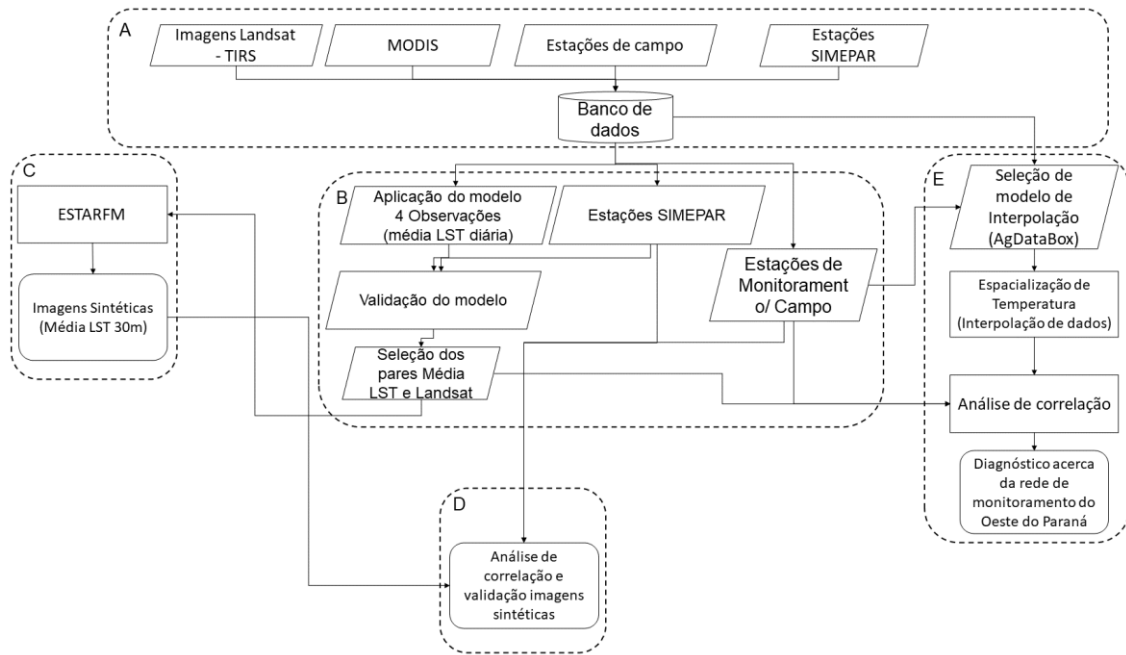 A
Imagens Landsat
- TIRS
MODIS
Estações de campo
Estações
SIMEPAR
Banco de
dados
C
ESTARFM
Imagens Sintéticas
(Média LST 30m)
B
Aplicação do modelo
4 Observações
(média LST diária)
Estações SIMEPAR
Validação do modelo
Seleção dos
pares Média
LST e Landsat
Estações de
Monitorament
o/ Campo
E
Seleção de
modelo de
Interpolação
(AgDataBox)
Espacialização de
Temperatura
(Interpolação de dados)
Análise de correlação
Diagnóstico acerca
da rede de
monitoramento do
Oeste do Paraná
D
Análise de
correlação e
validação imagens
sintéticas